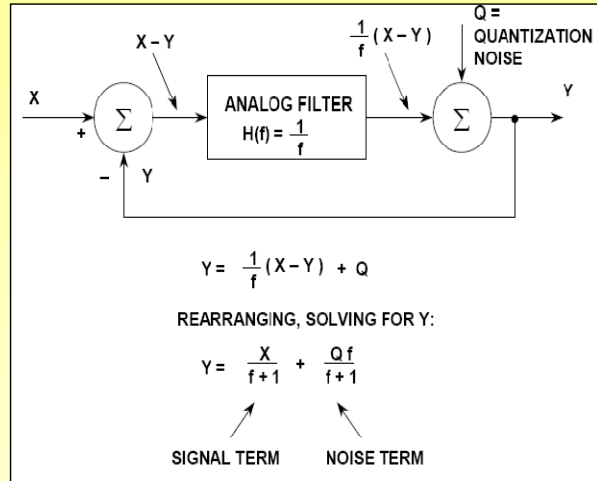 X – Y
1/f (X – Y)
Q =
QUANTIZATION
NOISE
X
Σ
ANALOG FILTER
H(f) = 1/f
Σ
Y
+
–
Y
Y = 1/f (X – Y) + Q
REARRANGING, SOLVING FOR Y:
Y = X/(f + 1) + Q f/(f + 1)
SIGNAL TERM NOISE TERM